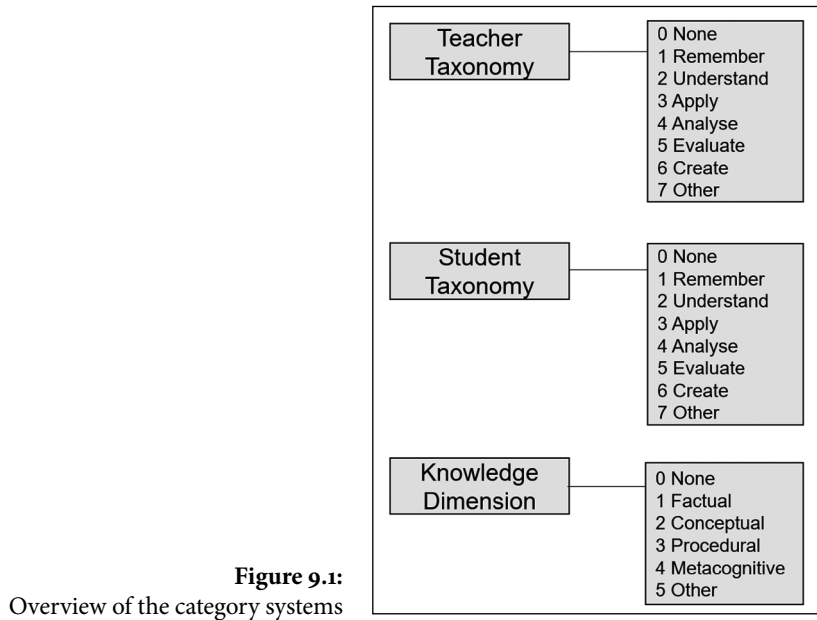 Teacher
Taxonomy
0 None
1 Remember
2 Understand
3 Apply
4 Analyse
5 Evaluate
6 Create
7 Other
Student
Taxonomy
0 None
1 Remember
2 Understand
3 Apply
4 Analyse
5 Evaluate
6 Create
7 Other
Knowledge
Dimension
0 None
1 Factual
2 Conceptual
3 Procedural
4 Metacognitive
5 Other
Figure 9.1:
Overview of the category systems